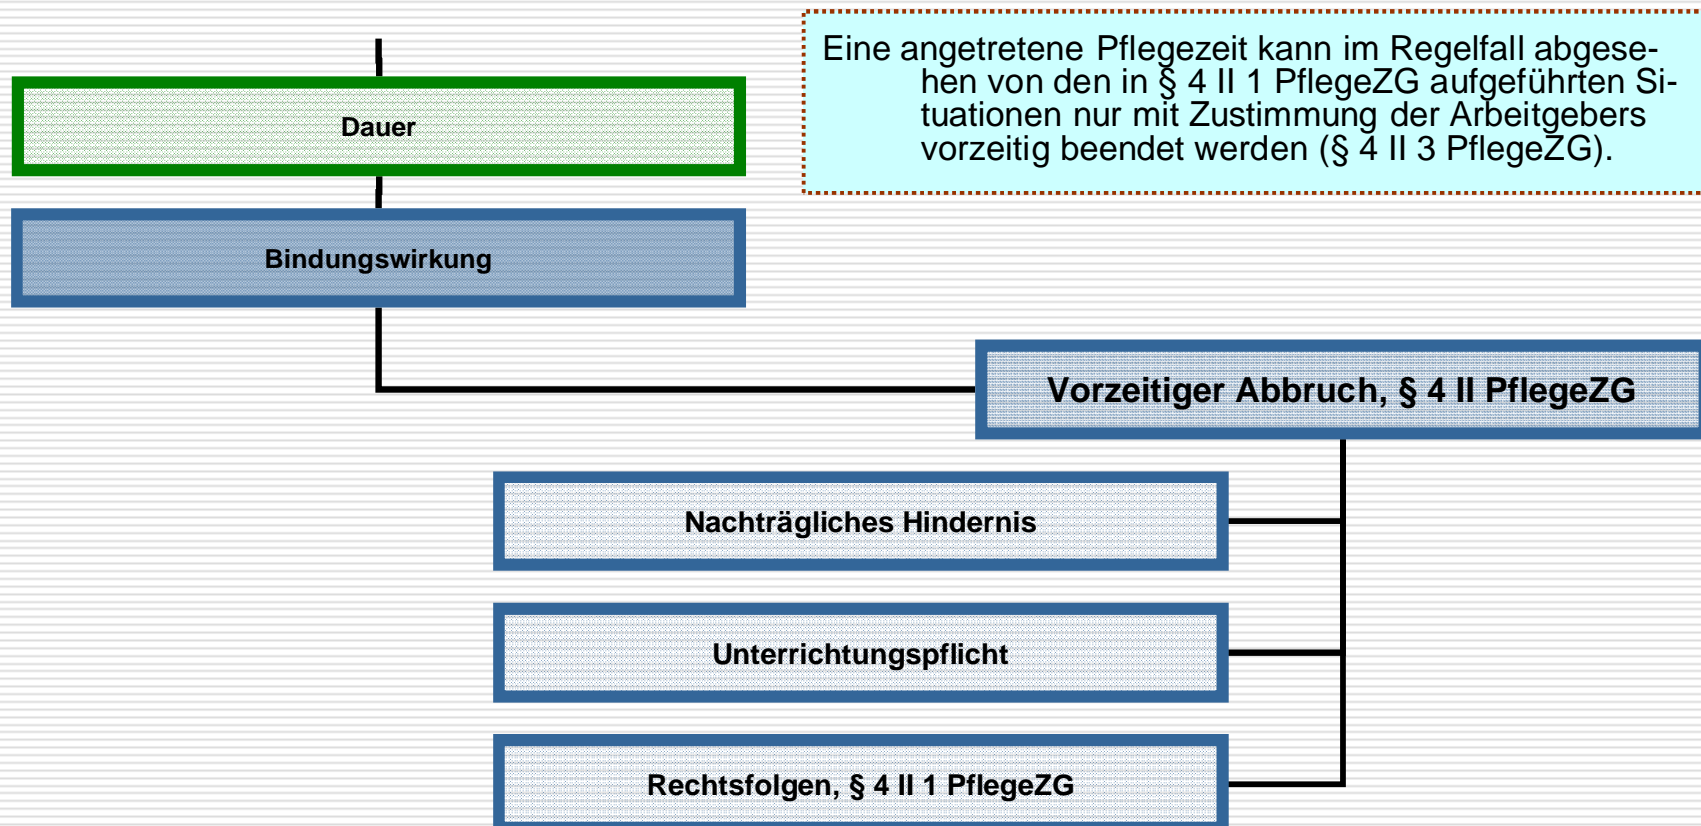 Eine angetretene Pflegezeit kann im Regelfall abgese-
hen von den in § 4 II 1 PflegeZG aufgeführten Si-
tuationen nur mit Zustimmung der Arbeitgebers
vorzeitig beendet werden (§ 4 II 3 PflegeZG).
Dauer
Bindungswirkung
Vorzeitiger Abbruch, § 4 II PflegeZG
Nachträgliches Hindernis
Unterrichtungspflicht
Rechtsfolgen, § 4 II 1 PflegeZG